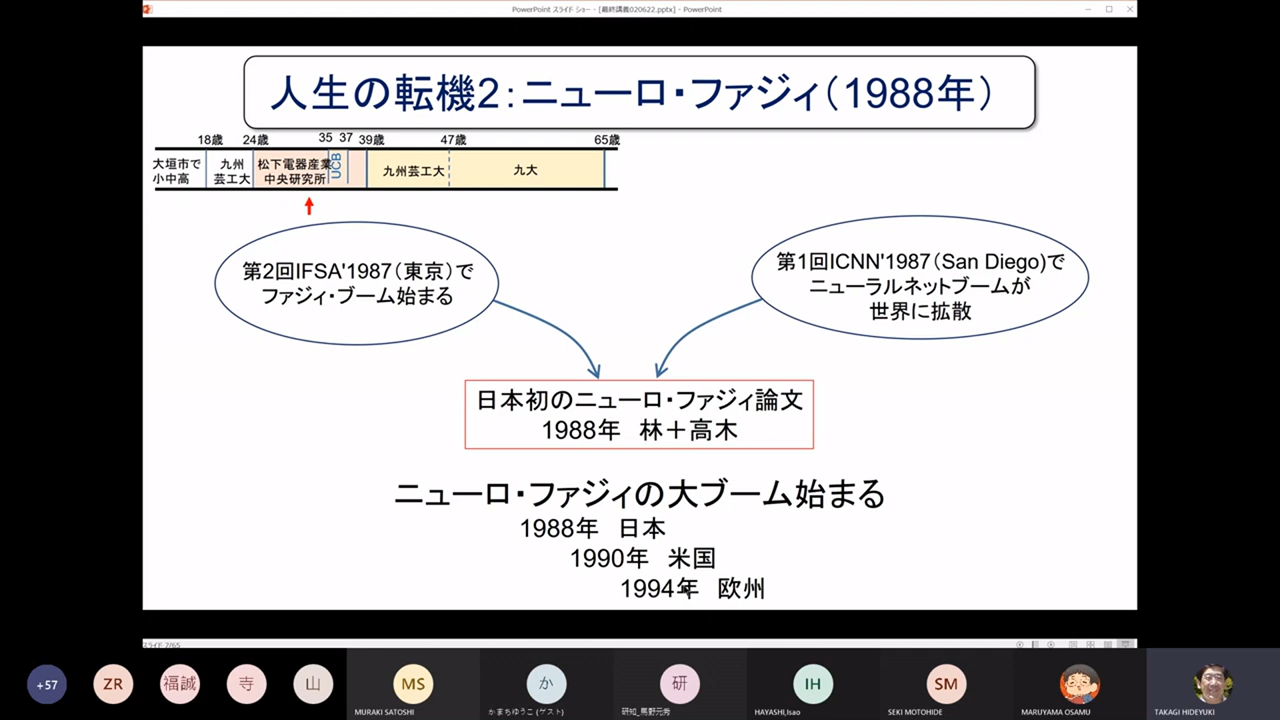 PowerPoint スライド ショー - [最終講義020622.pptx] - PowerPoint
人生の転機2：ニューロ・ファジィ（1988年）
18歳 24歳 35 37 39歳 47歳 65歳
大垣市で
小中高
九州
芸工大
松下電器産業
中央研究所
UCB
九州芸工大
九大
第2回IFSA'1987（東京）で
ファジィ・ブーム始まる
第1回ICNN'1987（San Diego)で
ニューラルネットブームが
世界に拡散
日本初のニューロ・ファジィ論文
1988年 林＋高木
ニューロ・ファジィの大ブーム始まる
1988年 日本
1990年 米国
1994年 欧州
スライド 7/65
+57
ZR
福誠
寺
山
MS
MURAKI SATOSHI
か
かまちゆうこ (ゲスト)
研
研知_馬野元秀
IH
HAYASHI,Isao
SM
SEKI MOTOHIDE
MARUYAMA OSAMU
TAKAGI HIDEYUKI